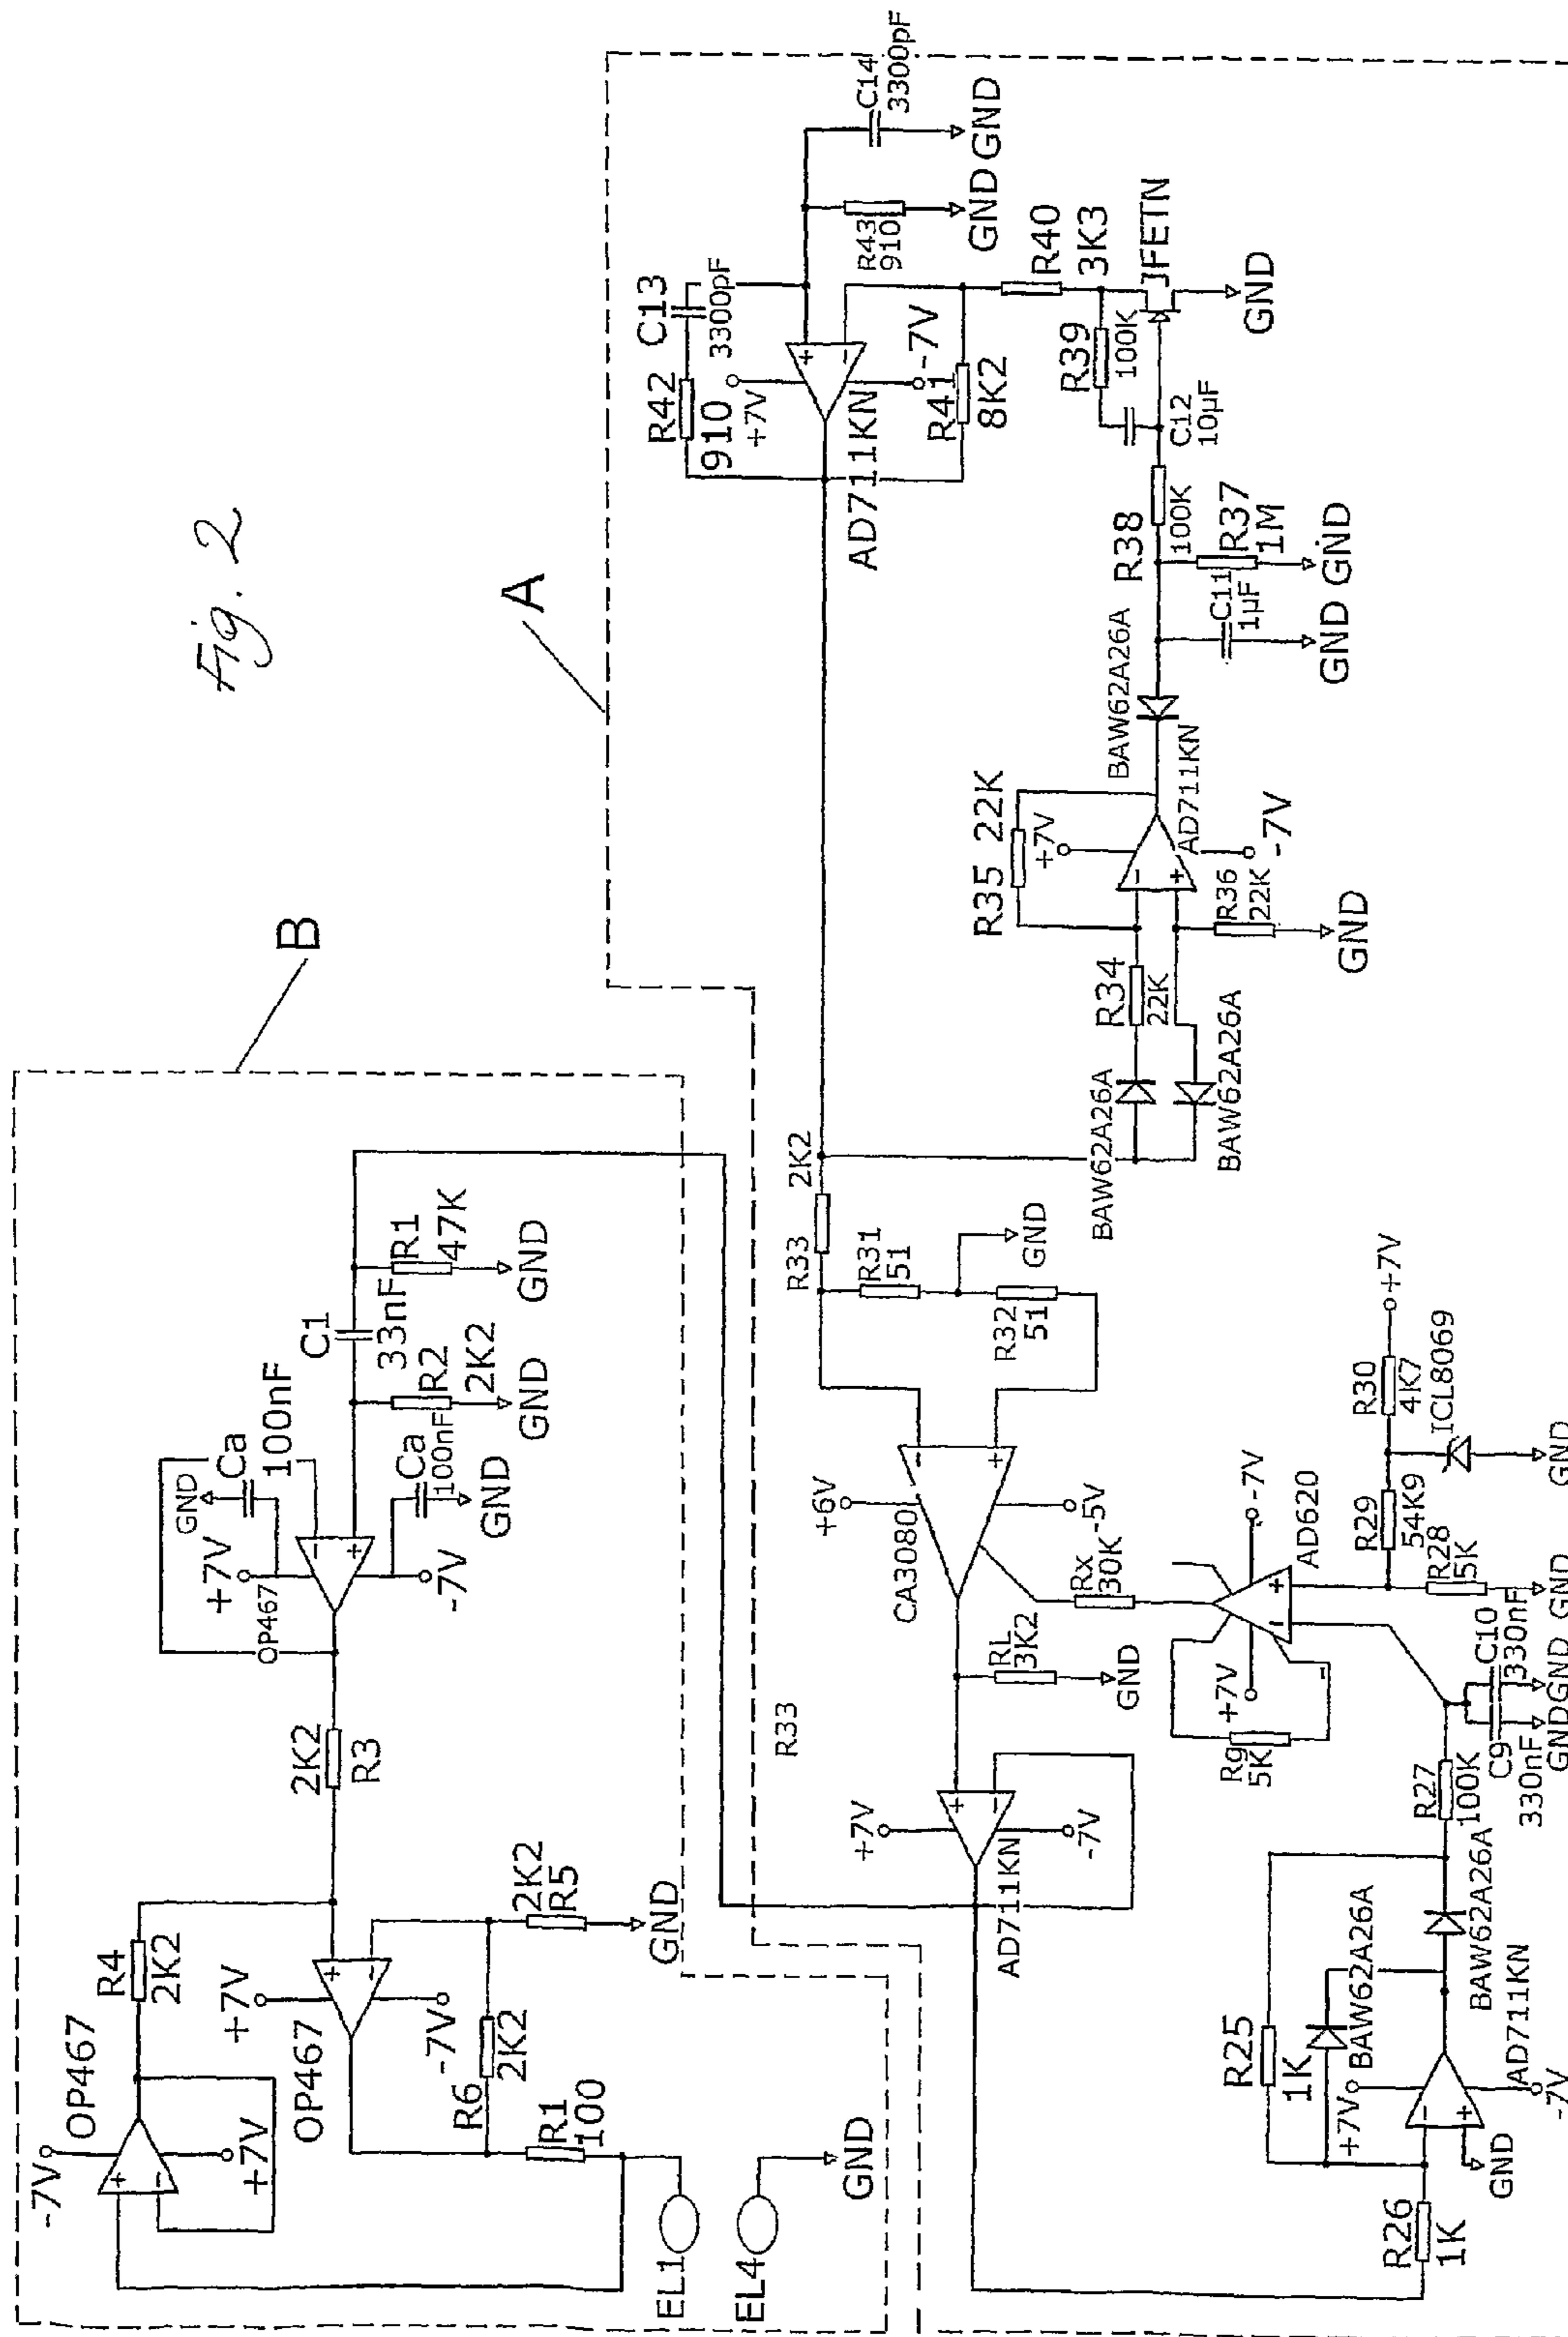 Fig. 2
A
B
-7V
OP467
+7V
R4
2K2
+7V
OP467
-7V
R6
2K2
R1
100
2K2
R5
GND
EL1
EL4
GND
2K2
R3
+7V
OP467
-7V
GND
Ca
100nF
Ca
100nF
GND
C1
33nF
R2
2K2
GND
R1
47K
GND
C13
3300pF
R42
910
+7V
AD711KN
-7V
R41
8K2
R43
910
GND
C14
3300pF
GND
R40
3K3
JFETN
GND
R39
100K
C12
10µF
R38
100K
R37
1M
GND
C11
1µF
GND
BAW62A26A
R35 22K
+7V
AD711KN
-7V
R36
22K
GND
R34
22K
BAW62A26A
BAW62A26A
2K2
R33
R31
51
GND
R32
51
+6V
CA3080
-5V
Rx
30K
RL
3K2
GND
R33
+7V
AD711KN
-7V
AD620
-7V
+7V
Rg
5K
R30
4K7
+7V
ICL8069
GND
R29
54K9
R28
5K
GND
C10
330nF
GND
C9
330nF
GND
R27
100K
BAW62A26A
BAW62A26A
R25
1K
+7V
AD711KN
-7V
GND
R26
1K